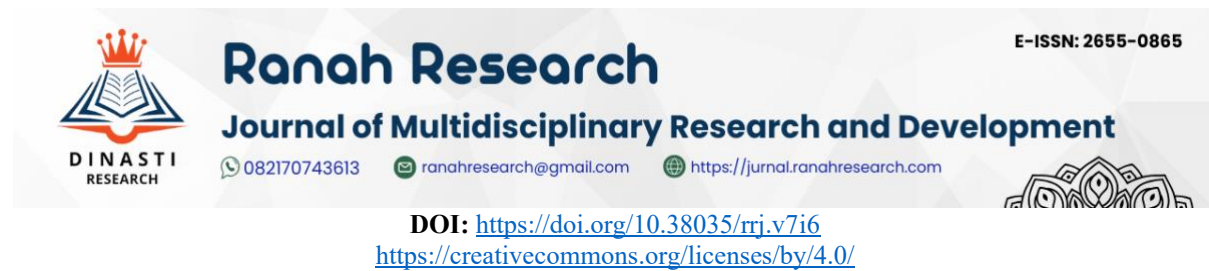 E-ISSN: 2655-0865
Ranah Research
Journal of Multidisciplinary Research and Development
DINASTI
RESEARCH
082170743613 ranahresearch@gmail.com https://jurnal.ranahresearch.com
DOI: https://doi.org/10.38035/rrj.v7i6
https://creativecommons.org/licenses/by/4.0/